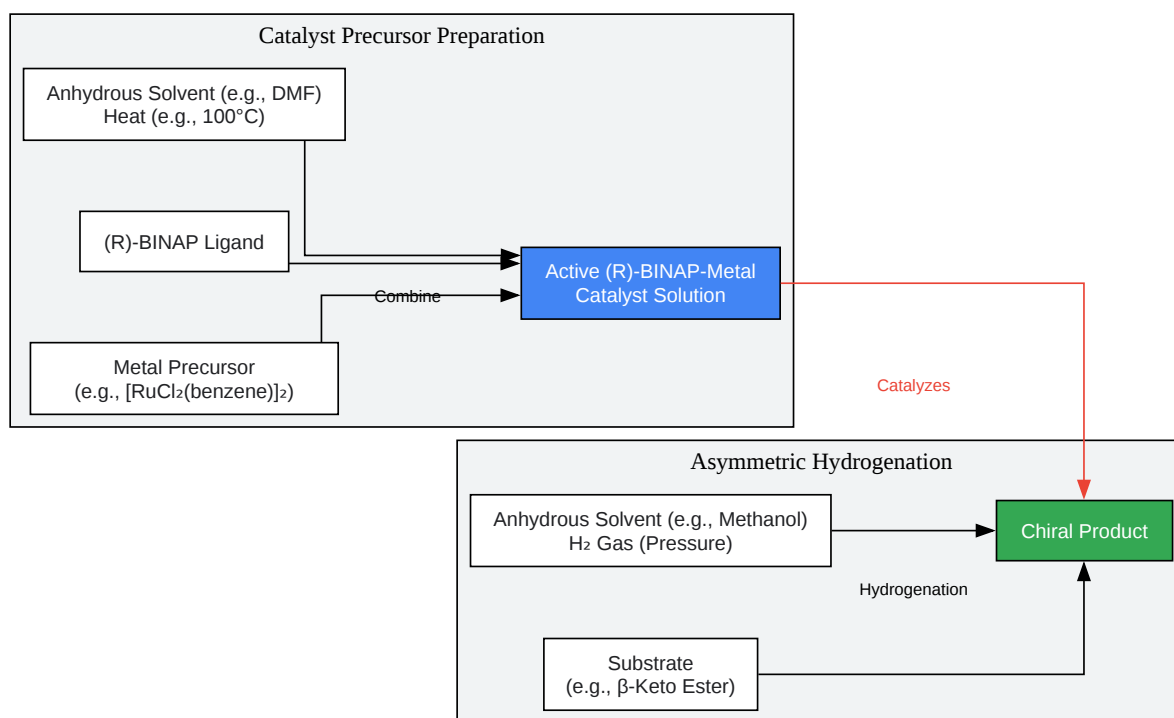 Catalyst Precursor Preparation
Anhydrous Solvent (e.g., DMF)
Heat (e.g., 100°C)
(R)-BINAP Ligand
Active (R)-BINAP-Metal
Catalyst Solution
Combine
Metal Precursor
(e.g., [RuCl₂(benzene)]₂)
Catalyzes
Asymmetric Hydrogenation
Anhydrous Solvent (e.g., Methanol)
H₂ Gas (Pressure)
Chiral Product
Hydrogenation
Substrate
(e.g., β-Keto Ester)